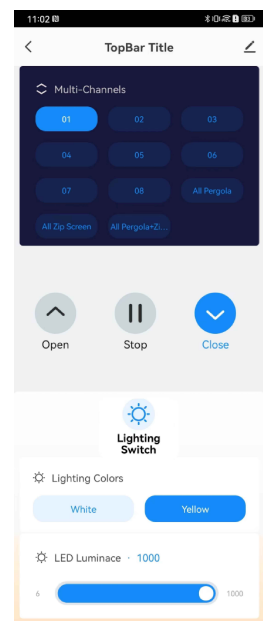 11:02
TopBar Title
Multi-Channels
01 02 03
04 05 06
07 08 All Pergola
All Zip Screen All Pergola+Zi...
Open Stop Close
Lighting
Switch
Lighting Colors
White Yellow
LED Luminace · 1000
6 1000